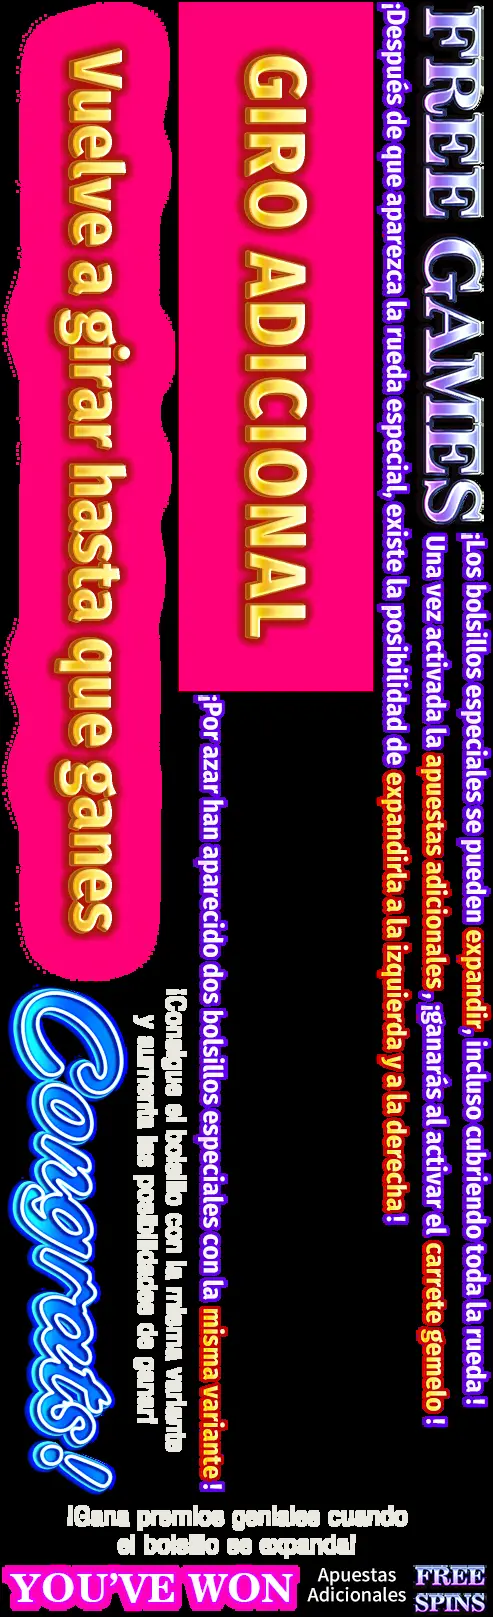 FREE GAMES
¡Los bolsillos especiales se pueden expandir, incluso cubriendo toda la rueda!
Una vez activada la apuestas adicionales, ¡ganarás al activar el carrete gemelo!
¡Después de que aparezca la rueda especial, existe la posibilidad de expandirla a la izquierda y a la derecha!
GIRO ADICIONAL
¡Por azar han aparecido dos bolsillos especiales con la misma variante!
Vuelve a girar hasta que ganes
¡Consigue el bolsillo con la misma variante
y aumenta las posibilidades de ganar!
Congrats!
¡Gana premios geniales cuando
el bolsillo se expanda!
YOU'VE WON
Apuestas
Adicionales
FREE
SPINS